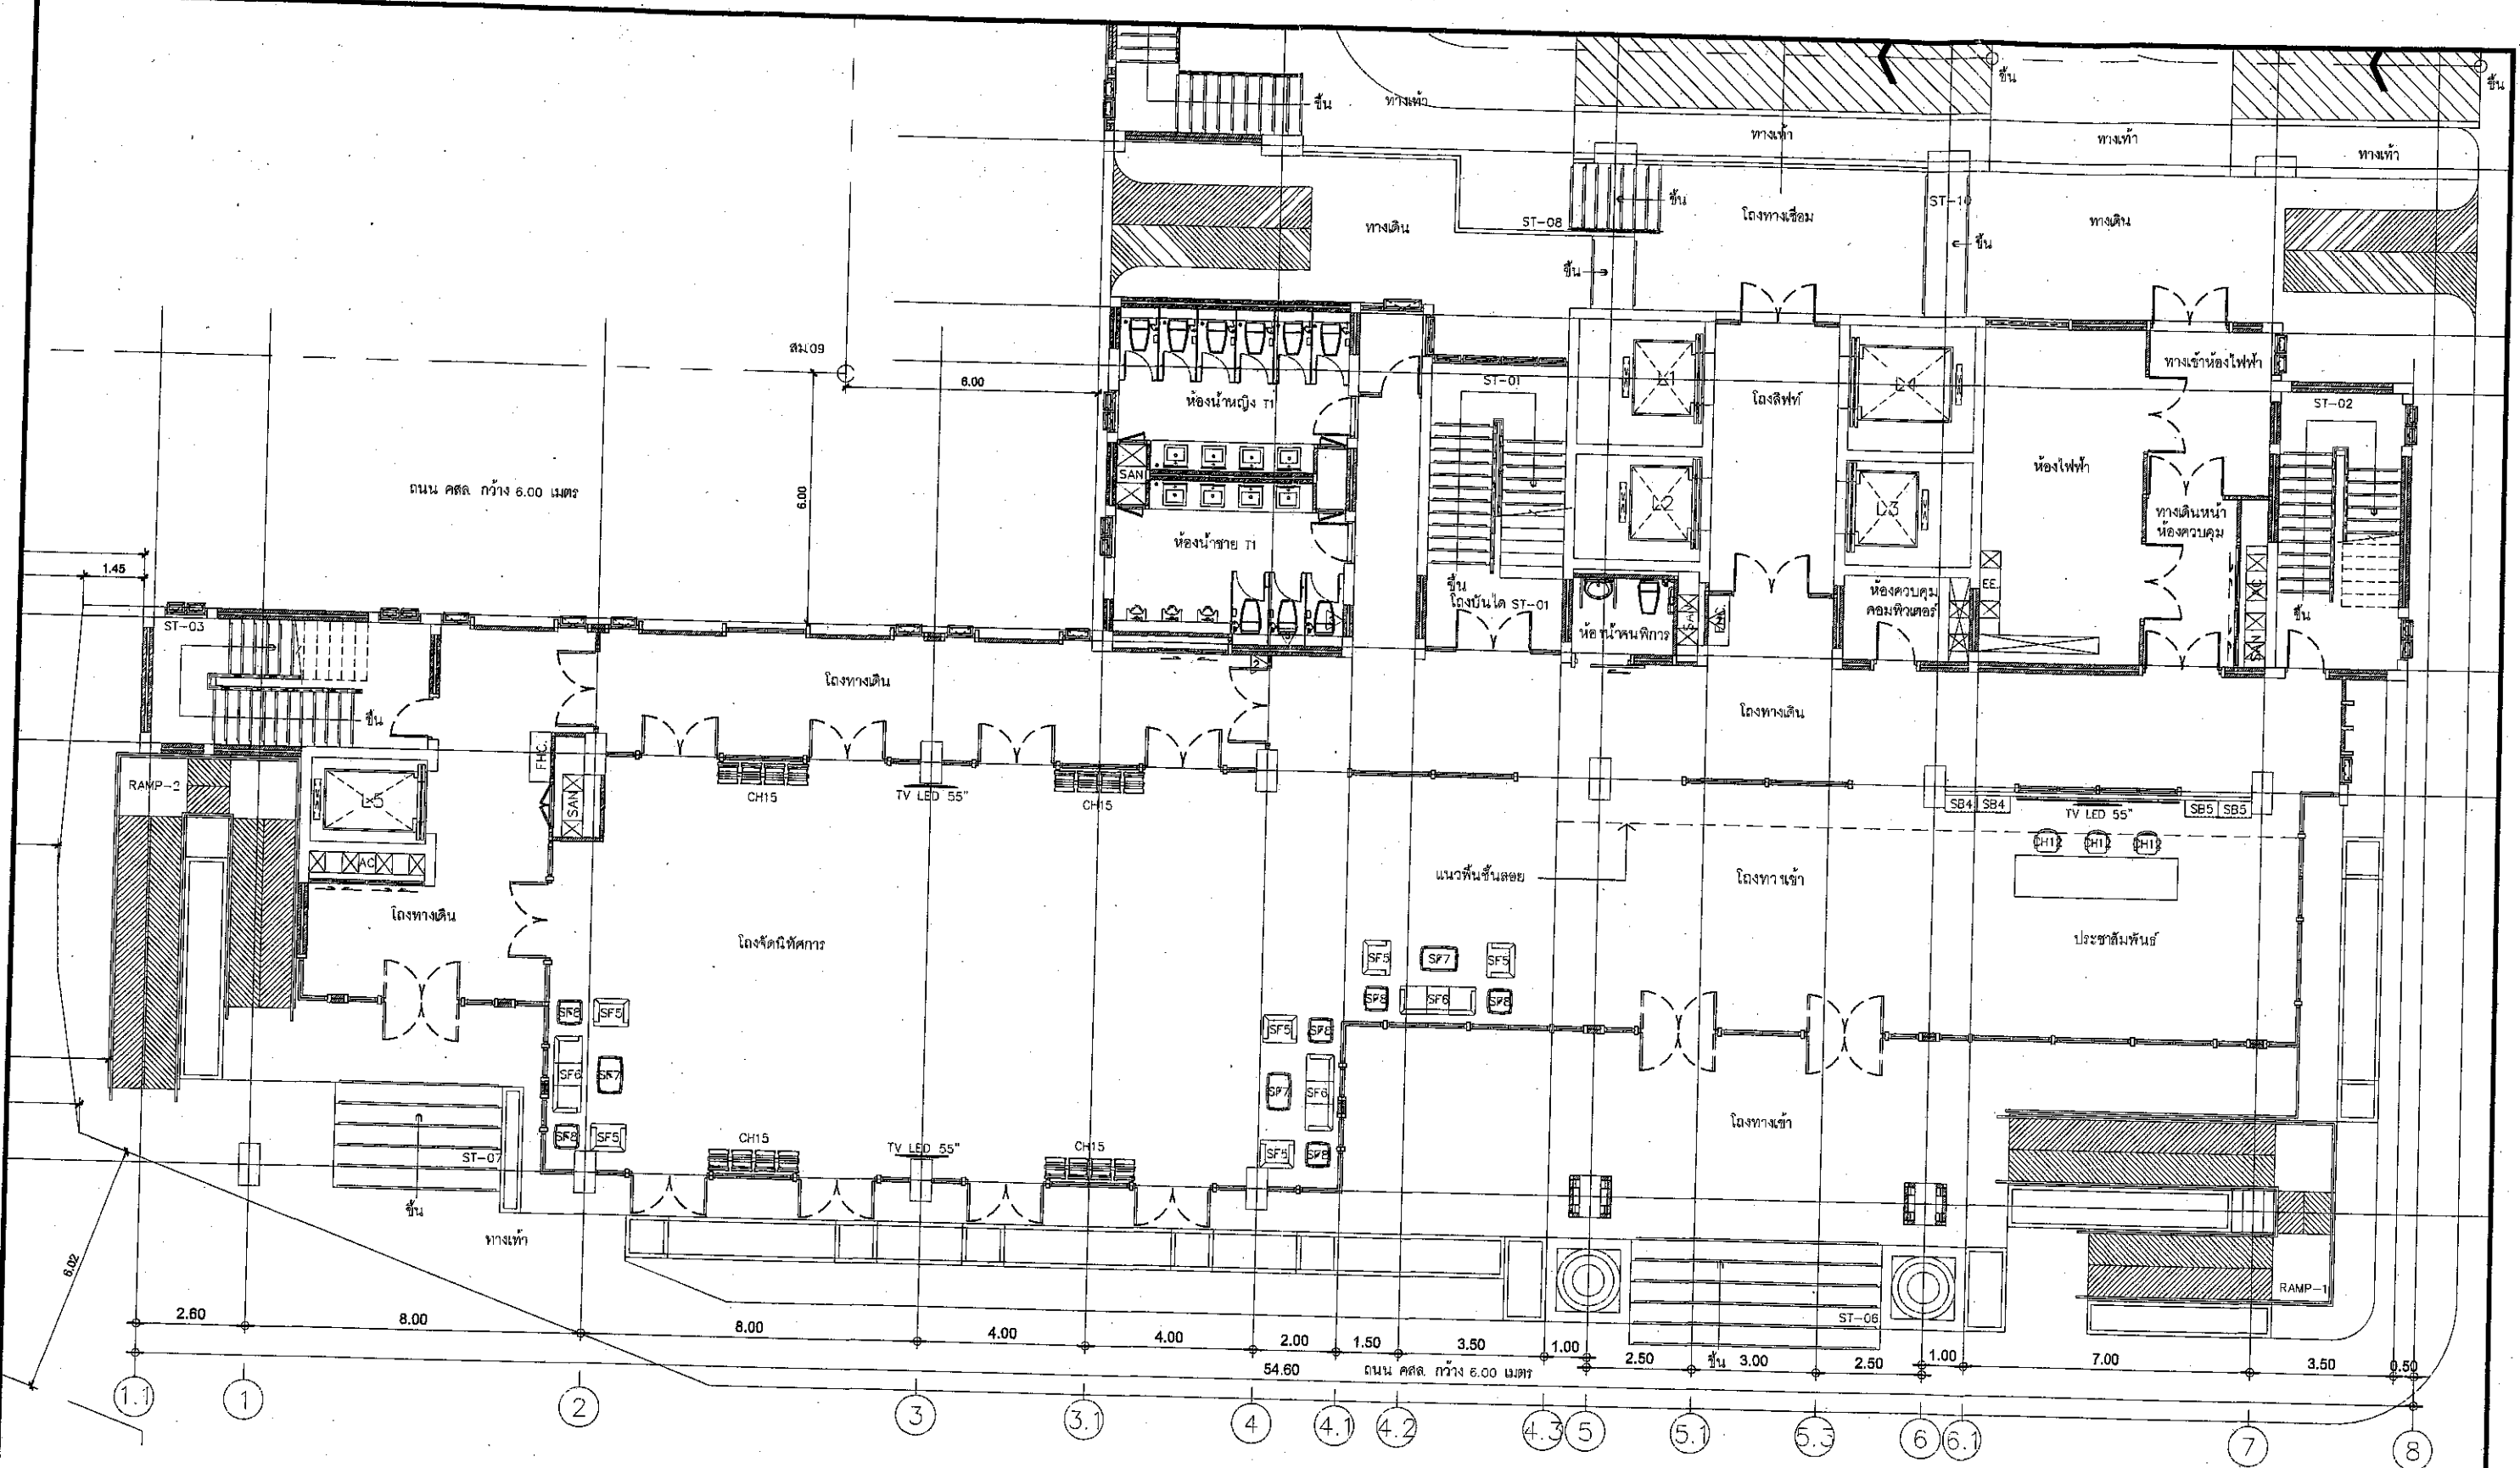 ขึ้น
ขึ้น
ขึ้น
ทางเท้า
ทางเท้า
ทางเท้า
ทางเท้า
ทางเดิน
ST-08
ขึ้น
โถงทางเชื่อม
ST-10
ขึ้น
ทางเดิน
ขึ้น
สม.09
6.00
6.00
ถนน คสล. กว้าง 6.00 เมตร
ห้องน้ำหญิง T1
SAN
ห้องน้ำชาย T1
ST-01
L1
โถงลิฟท์
L4
ทางเข้าห้องไฟฟ้า
ST-02
L2
L3
ห้องไฟฟ้า
ทางเดินหน้า
ห้องควบคุม
1.45
ขึ้น
โถงบันได ST-01
ห้องน้ำคนพิการ
SAN
FHC
ห้องควบคุม
คอมพิวเตอร์
EE
AC
SAN
ขึ้น
ST-03
ขึ้น
โถงทางเดิน
โถงทางเดิน
RAMP-2
L5
FHC.
SAN
CH15
TV LED 55"
CH15
SB4
SB4
TV LED 55"
SB5
SB5
CH12
CH12
CH12
AC
แนวพื้นชั้นลอย
โถงทางเข้า
โถงทางเดิน
โถงจัดนิทัศการ
ประชาสัมพันธ์
SF5
SF7
SF5
SF8
SF6
SF8
SF8
SF5
SF5
SF8
SF6
SF7
SF7
SF6
SF8
SF5
SF5
SF8
โถงทางเข้า
ST-07
CH15
TV LED 55"
CH15
ขึ้น
ทางเท้า
6.02
RAMP-1
ST-06
ขึ้น
2.60
8.00
8.00
4.00
4.00
2.00
1.50
3.50
1.00
2.50
3.00
2.50
1.00
7.00
3.50
0.50
54.60
ถนน คสล. กว้าง 6.00 เมตร
1.1
1
2
3
3.1
4
4.1
4.2
4.3
5
5.1
5.3
6
6.1
7
8